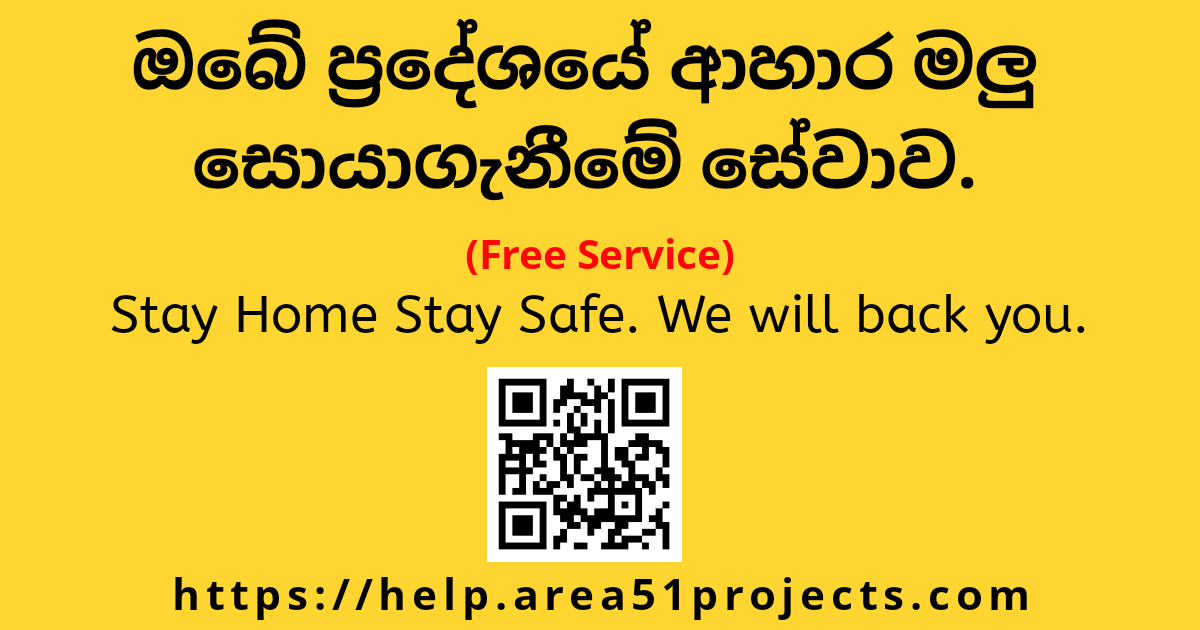 ඔබේ ප්‍රදේශයේ ආහාර මලු
සොයාගැනීමේ සේවාව.
(Free Service)
Stay Home Stay Safe. We will back you.
https://help.area51projects.com